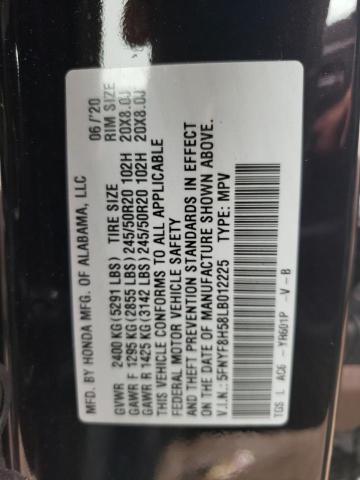 MFD. BY HONDA MFG. OF ALABAMA, LLC 06/'20
GVWR 2400 KG(5291 LBS) TIRE SIZE RIM SIZE
GAWR F 1295 KG(2855 LBS)245/50R20 102H 20X8.0J
GAWR R 1425 KG(3142 LBS)245/50R20 102H 20X8.0J
THIS VEHICLE CONFORMS TO ALL APPLICABLE
FEDERAL MOTOR VEHICLE SAFETY
AND THEFT PREVENTION STANDARDS IN EFFECT
ON THE DATE OF MANUFACTURE SHOWN ABOVE.
V.I.N.:5FNYF8H58LB012225 TYPE: MPV
TGS L AC6 -YR601P -V-B